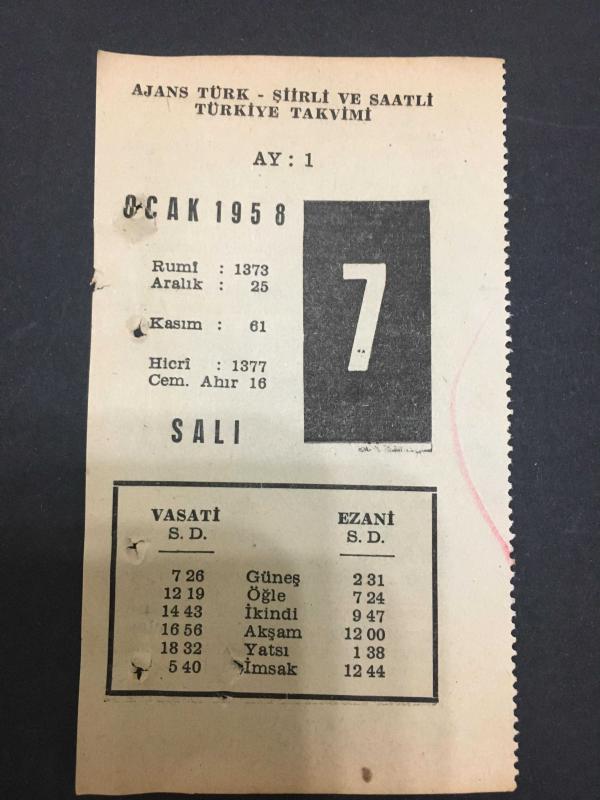 AJANS TÜRK - ŞİİRLİ VE SAATLİ
TÜRKİYE TAKVİMİ
AY : 1
OCAK 1958
7
Rumî : 1373
Aralık : 25
Kasım : 61
Hicrî : 1377
Cem. Ahır 16
SALI
VASATİ EZANİ
S. D. S. D.
7 26 Güneş 2 31
12 19 Öğle 7 24
14 43 İkindi 9 47
16 56 Akşam 12 00
18 32 Yatsı 1 38
5 40 İmsak 12 44